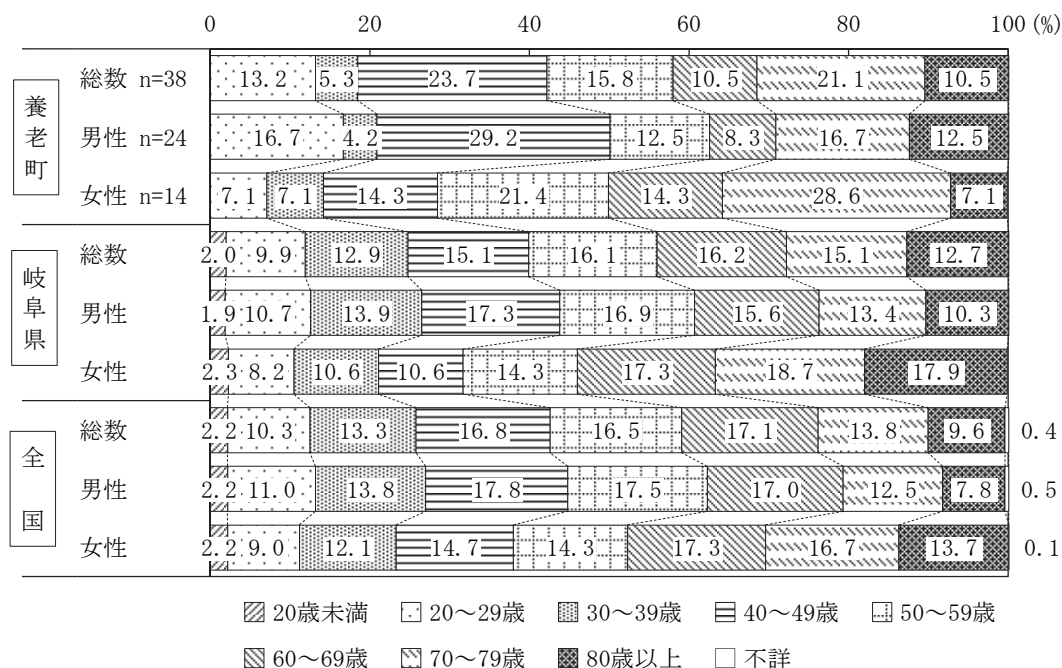 0 20 40 60 80 100 (%)
養老町
総数 n=38 13.2 5.3 23.7 15.8 10.5 21.1 10.5
男性 n=24 16.7 4.2 29.2 12.5 8.3 16.7 12.5
女性 n=14 7.1 7.1 14.3 21.4 14.3 28.6 7.1
岐阜県
総数 2.0 9.9 12.9 15.1 16.1 16.2 15.1 12.7
男性 1.9 10.7 13.9 17.3 16.9 15.6 13.4 10.3
女性 2.3 8.2 10.6 10.6 14.3 17.3 18.7 17.9
全国
総数 2.2 10.3 13.3 16.8 16.5 17.1 13.8 9.6 0.4
男性 2.2 11.0 13.8 17.8 17.5 17.0 12.5 7.8 0.5
女性 2.2 9.0 12.1 14.7 14.3 17.3 16.7 13.7 0.1
20歳未満 20～29歳 30～39歳 40～49歳 50～59歳
60～69歳 70～79歳 80歳以上 不詳